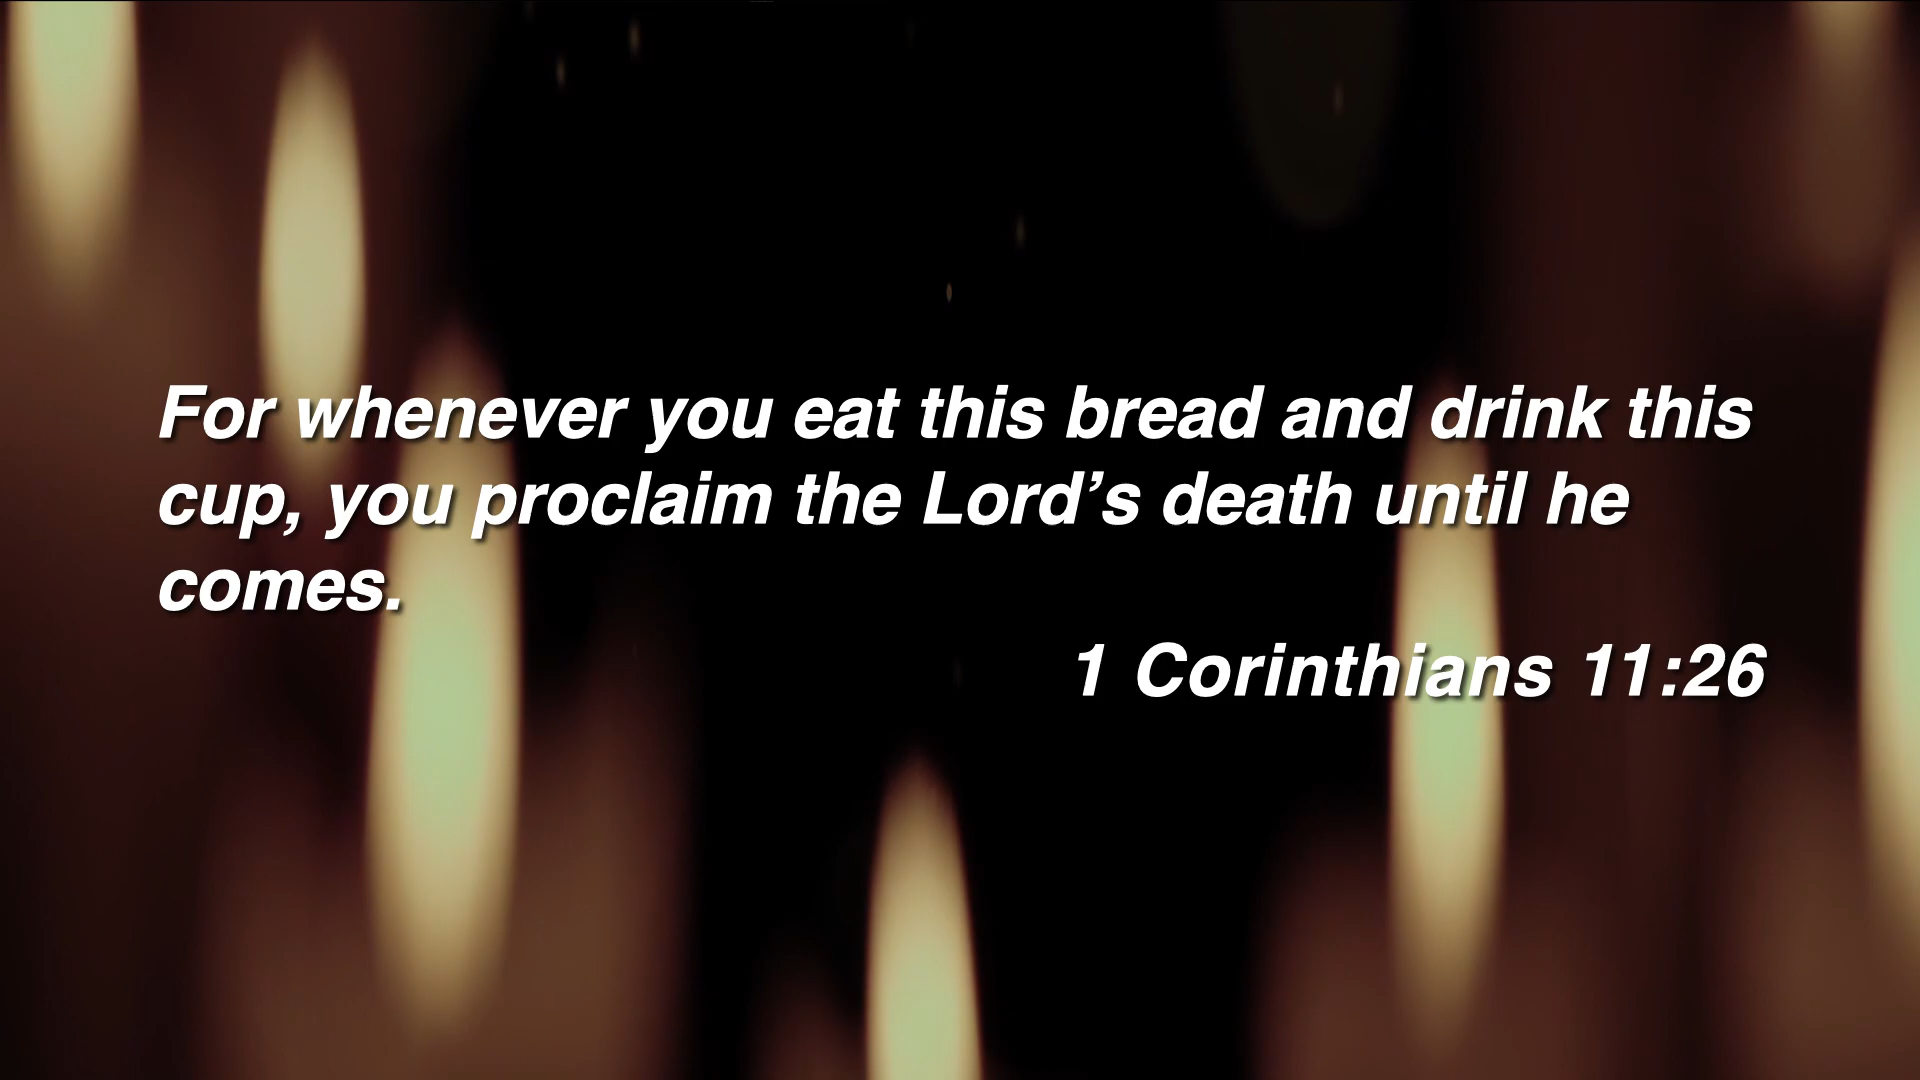 For whenever you eat this bread and drink this
cup, you proclaim the Lord’s death until he
comes.
1 Corinthians 11:26